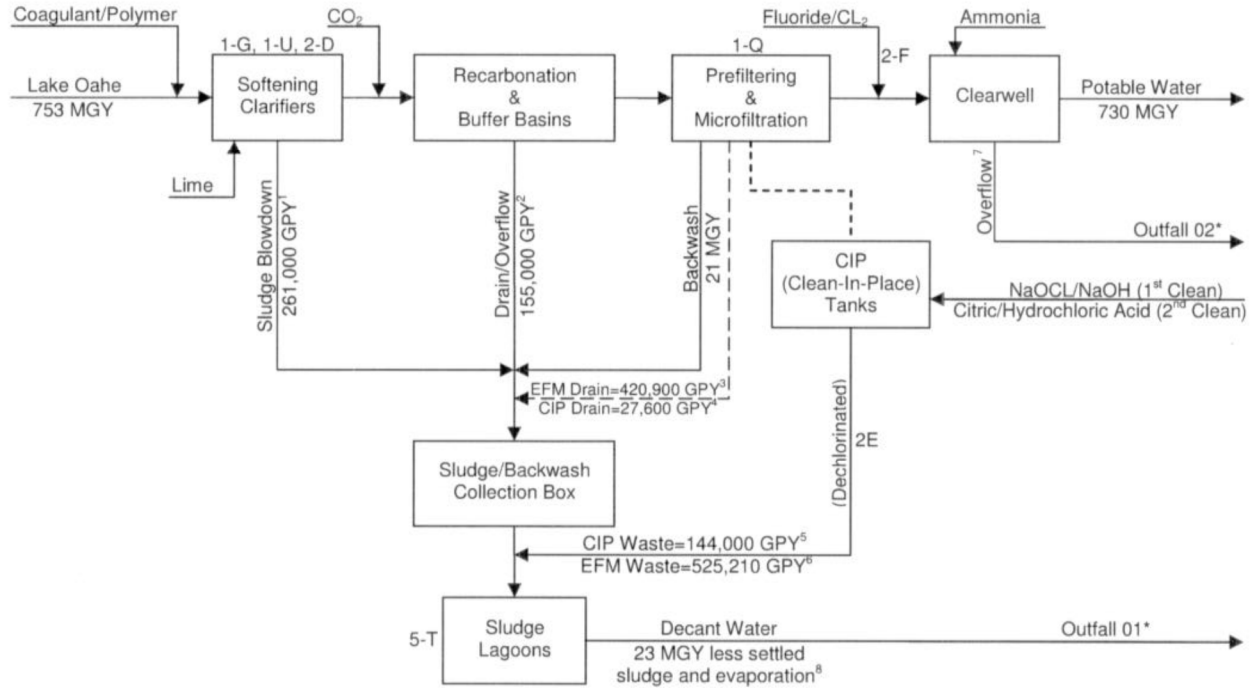 Coagulant/Polymer
CO₂
Fluoride/CL₂
Ammonia
1-G, 1-U, 2-D
1-Q
2-F
Lake Oahe
753 MGY
Softening
Clarifiers
Recarbonation
&
Buffer Basins
Prefiltering
&
Microfiltration
Clearwell
Potable Water
730 MGY
Lime
Sludge Blowdown
261,000 GPY¹
Drain/Overflow
155,000 GPY²
Backwash
21 MGY
Overflow ⁷
Outfall 02*
CIP
(Clean-In-Place)
Tanks
NaOCL/NaOH (1ˢᵗ Clean)
Citric/Hydrochloric Acid (2ⁿᵈ Clean)
EFM Drain=420,900 GPY³
CIP Drain=27,600 GPY⁴
(Dechlorinated)
2E
Sludge/Backwash
Collection Box
CIP Waste=144,000 GPY⁵
EFM Waste=525,210 GPY⁶
5-T
Sludge
Lagoons
Decant Water
23 MGY less settled
sludge and evaporation⁸
Outfall 01*